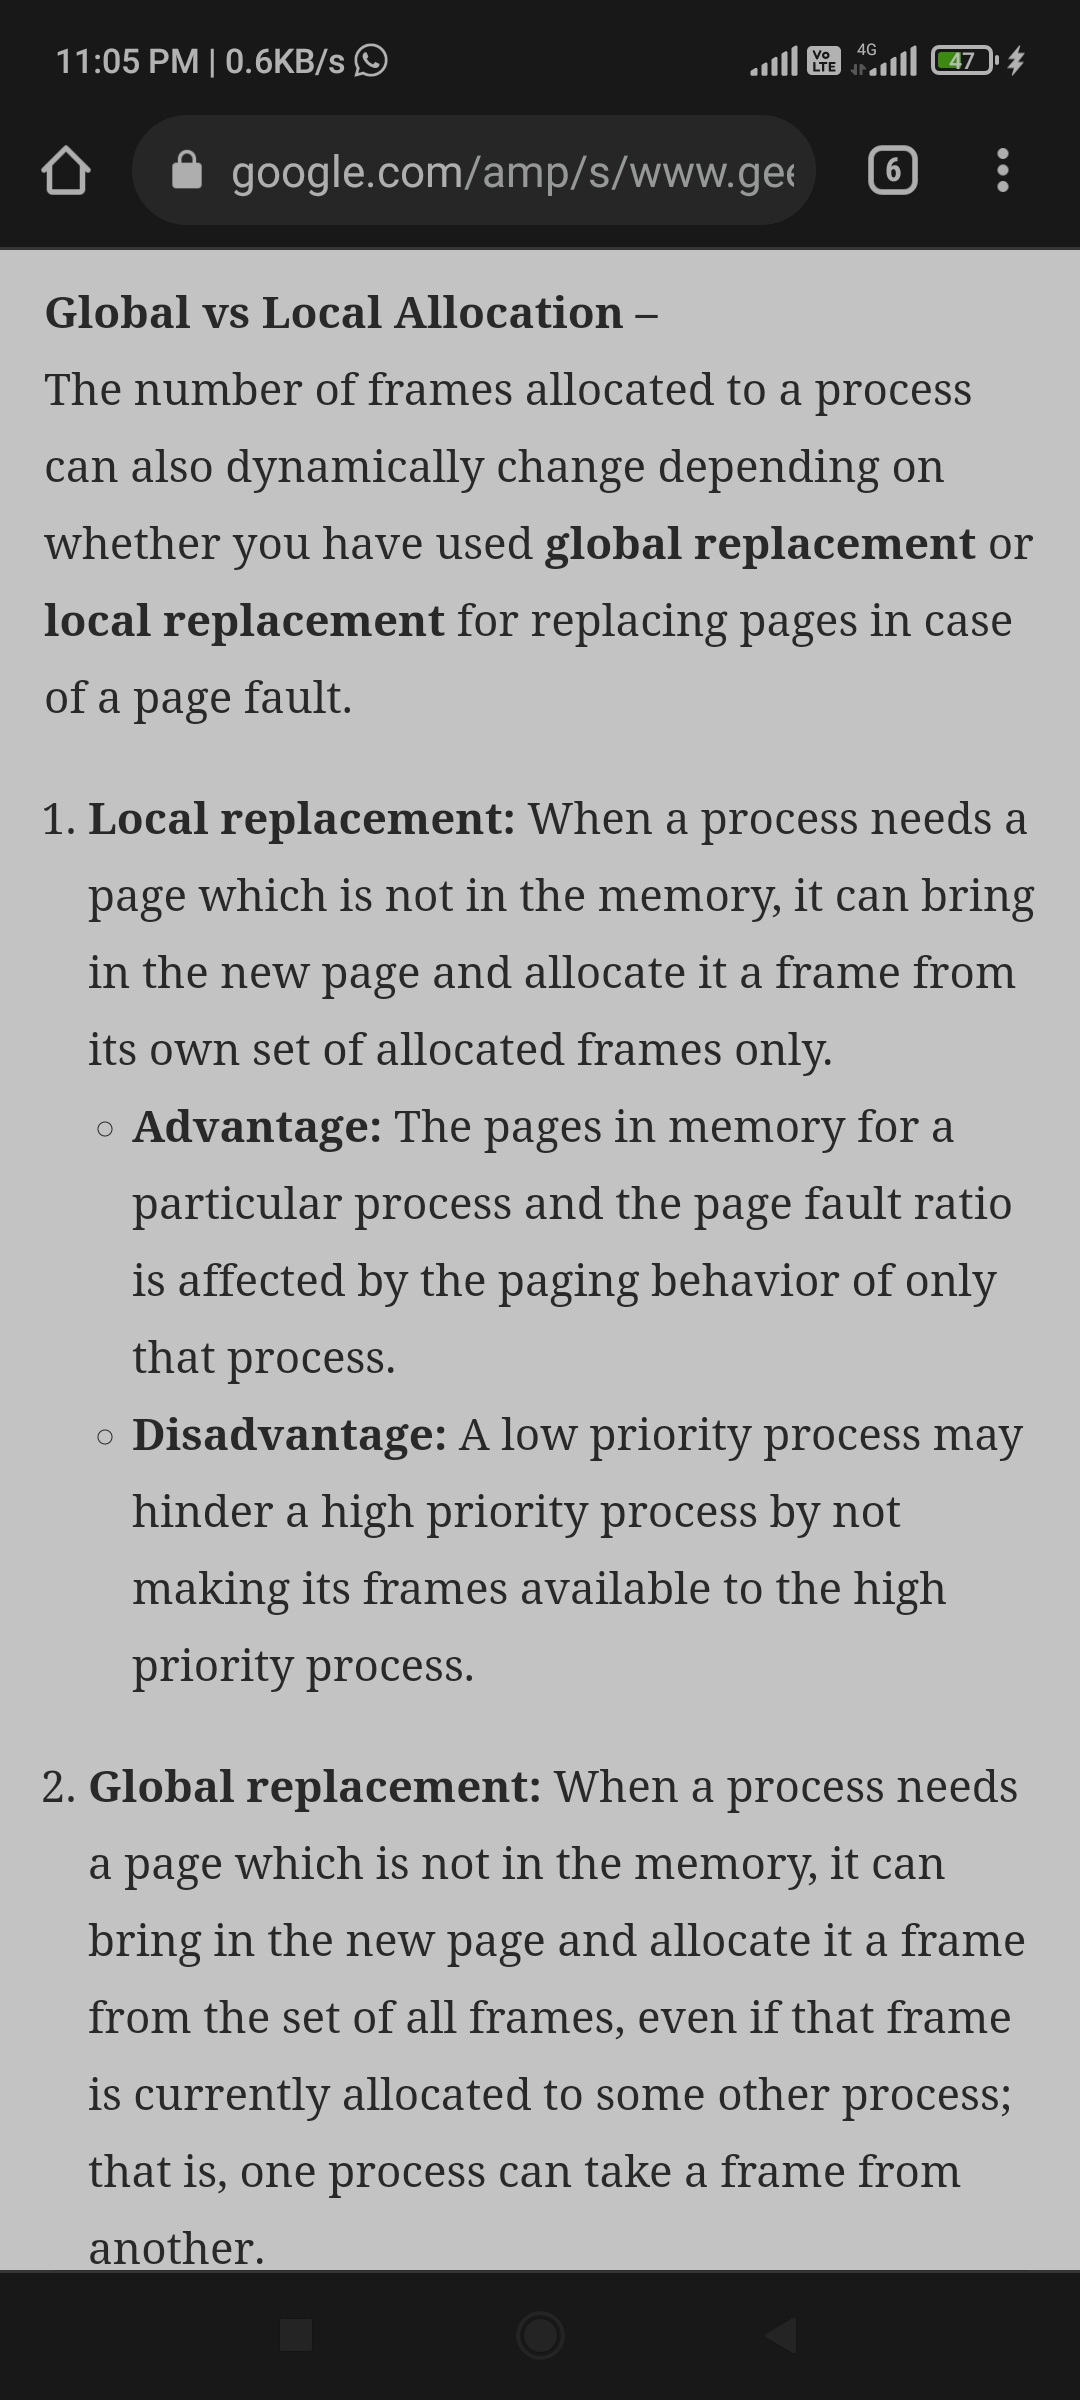 11:05 PM | 0.6KB/s
Vo LTE
4G
47
google.com/amp/s/www.gee
6
Global vs Local Allocation –
The number of frames allocated to a process
can also dynamically change depending on
whether you have used global replacement or
local replacement for replacing pages in case
of a page fault.
1. Local replacement: When a process needs a
page which is not in the memory, it can bring
in the new page and allocate it a frame from
its own set of allocated frames only.
○ Advantage: The pages in memory for a
particular process and the page fault ratio
is affected by the paging behavior of only
that process.
○ Disadvantage: A low priority process may
hinder a high priority process by not
making its frames available to the high
priority process.
2. Global replacement: When a process needs
a page which is not in the memory, it can
bring in the new page and allocate it a frame
from the set of all frames, even if that frame
is currently allocated to some other process;
that is, one process can take a frame from
another.